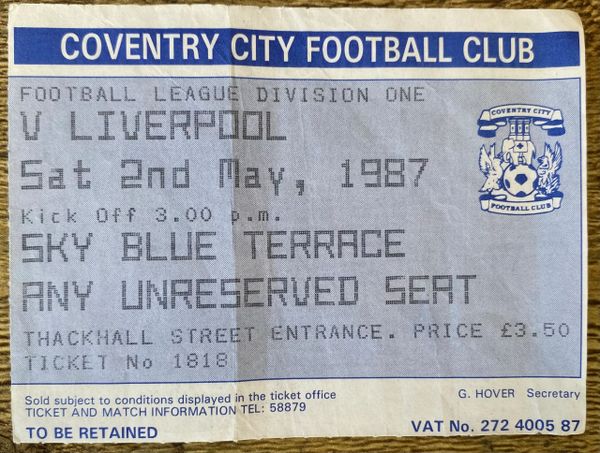 COVENTRY CITY FOOTBALL CLUB
FOOTBALL LEAGUE DIVISION ONE
V LIVERPOOL
Sat 2nd May, 1987
Kick Off 3.00 p.m.
SKY BLUE TERRACE
ANY UNRESERVED SEAT
THACKHALL STREET ENTRANCE. PRICE £3.50
TICKET No 1818
COVENTRY CITY
FOOTBALL CLUB
Sold subject to conditions displayed in the ticket office
G. HOVER Secretary
TICKET AND MATCH INFORMATION TEL: 58879
TO BE RETAINED
VAT No. 272 4005 87